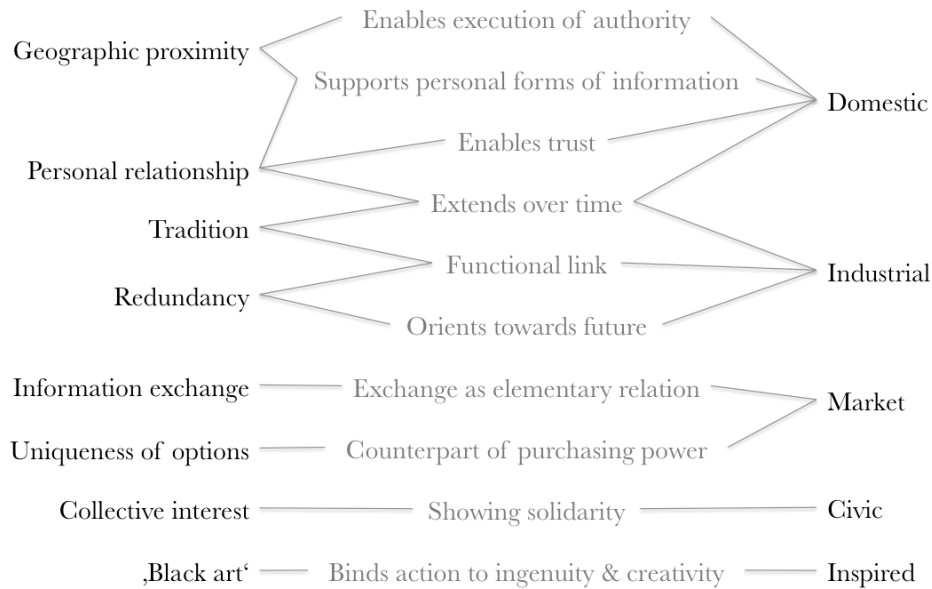 Enables execution of authority
Geographic proximity
Supports personal forms of information
Domestic
Enables trust
Personal relationship
Extends over time
Tradition
Functional link
Industrial
Redundancy
Orients towards future
Information exchange
Exchange as elementary relation
Market
Uniqueness of options
Counterpart of purchasing power
Collective interest
Showing solidarity
Civic
‚Black art‘
Binds action to ingenuity & creativity
Inspired